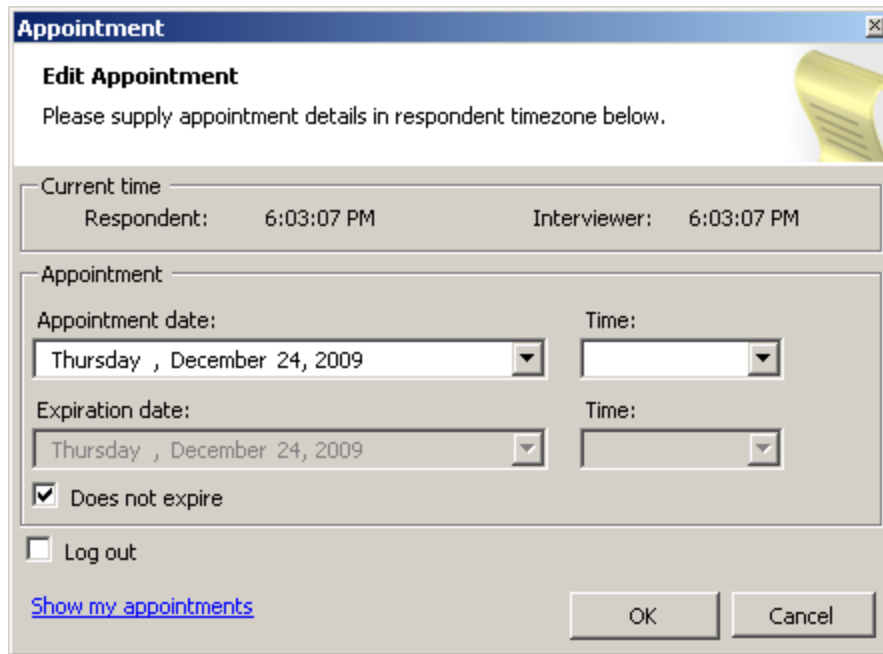 Appointment
Edit Appointment
Please supply appointment details in respondent timezone below.
Current time
Respondent: 6:03:07 PM Interviewer: 6:03:07 PM
Appointment
Appointment date: Time:
Thursday , December 24, 2009
Expiration date: Time:
Thursday , December 24, 2009
Does not expire
Log out
Show my appointments OK Cancel